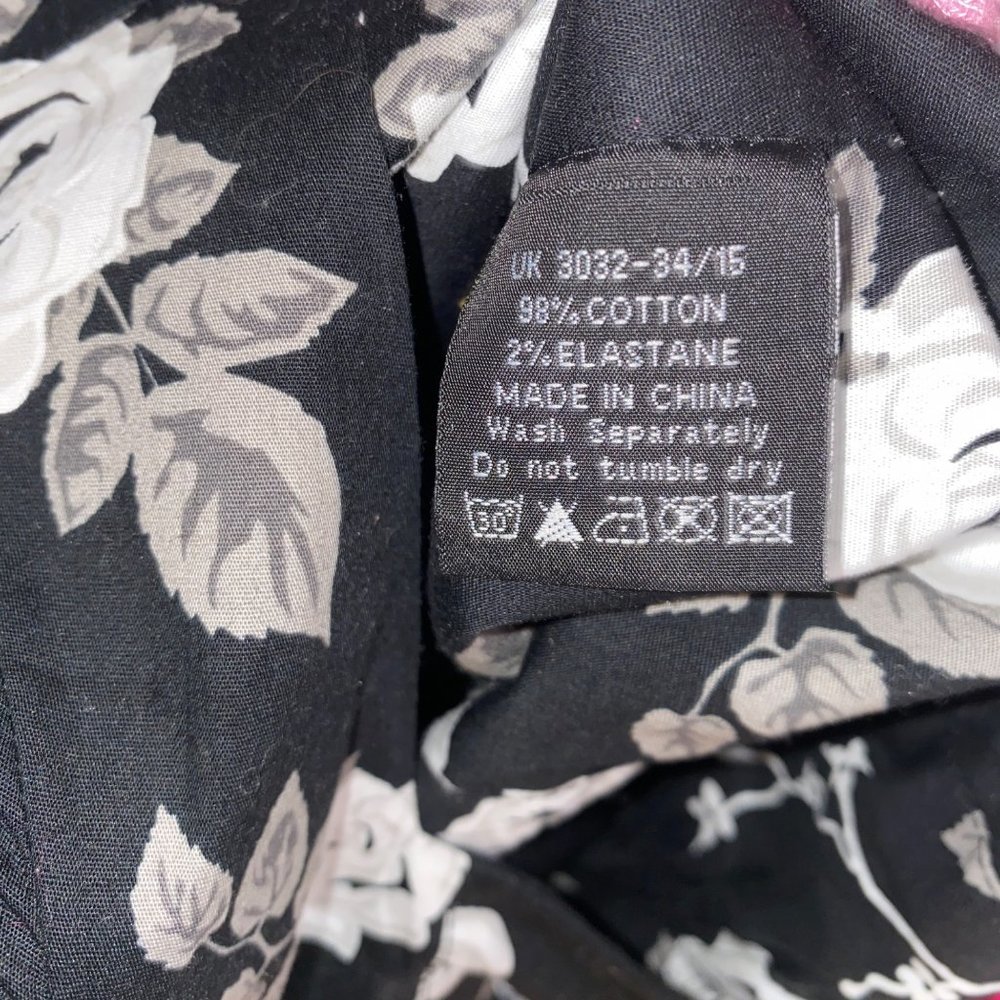 UK 3032-34/15
98% COTTON
2% ELASTANE
MADE IN CHINA
Wash Separately
Do not tumble dry
30°